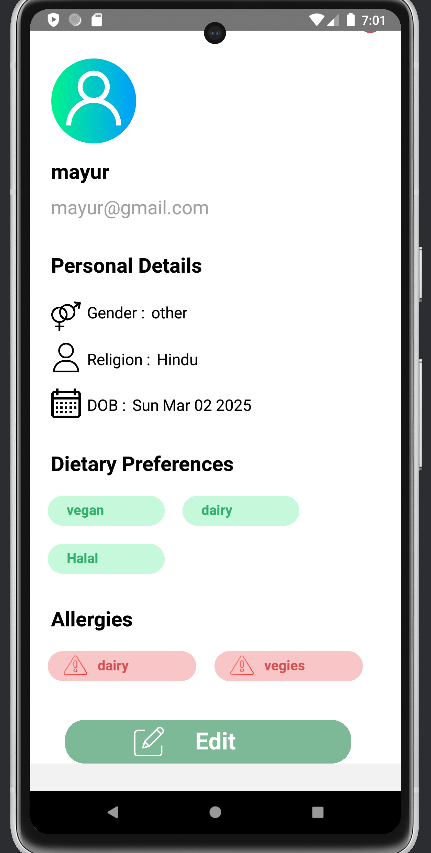 7:01
mayur
mayur@gmail.com
Personal Details
Gender : other
Religion : Hindu
DOB : Sun Mar 02 2025
Dietary Preferences
vegan dairy
Halal
Allergies
dairy vegies
Edit